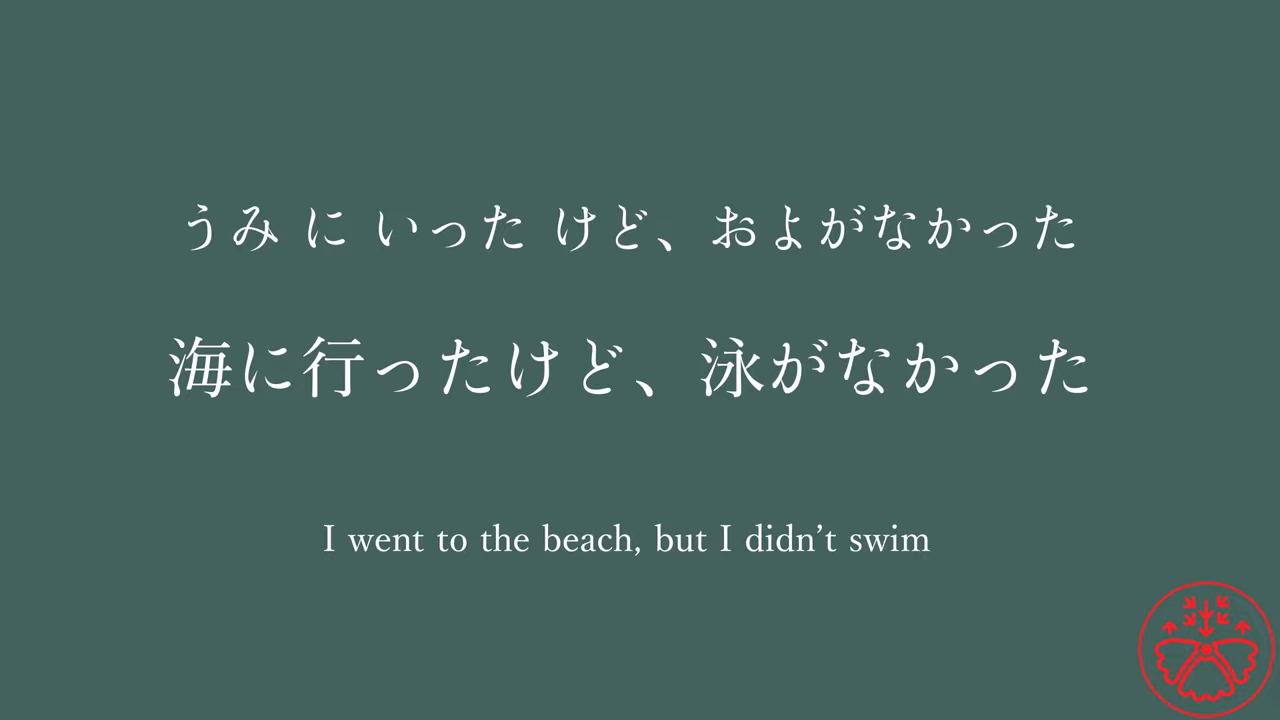 うみ に いった けど、およがなかった
海に行ったけど、泳がなかった
I went to the beach, but I didn’t swim